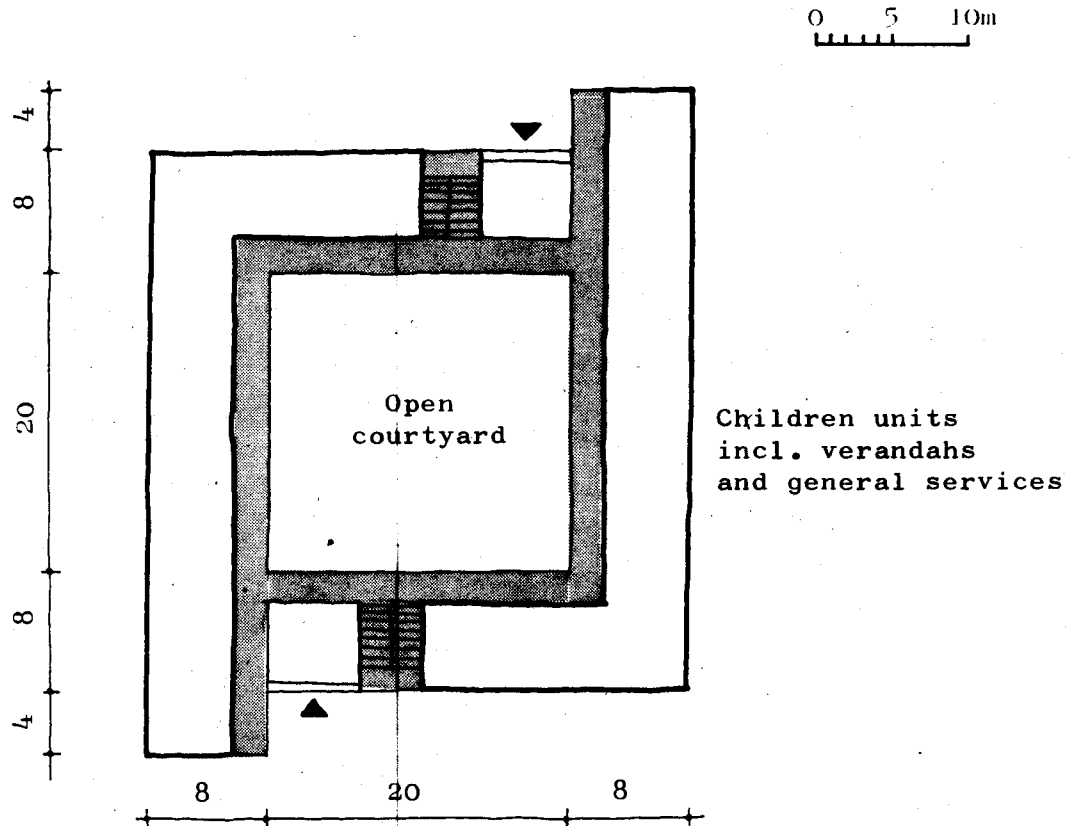 0 5 10m
4
8
20
8
4
Open
courtyard
Children units
incl. verandahs
and general services
8 20 8